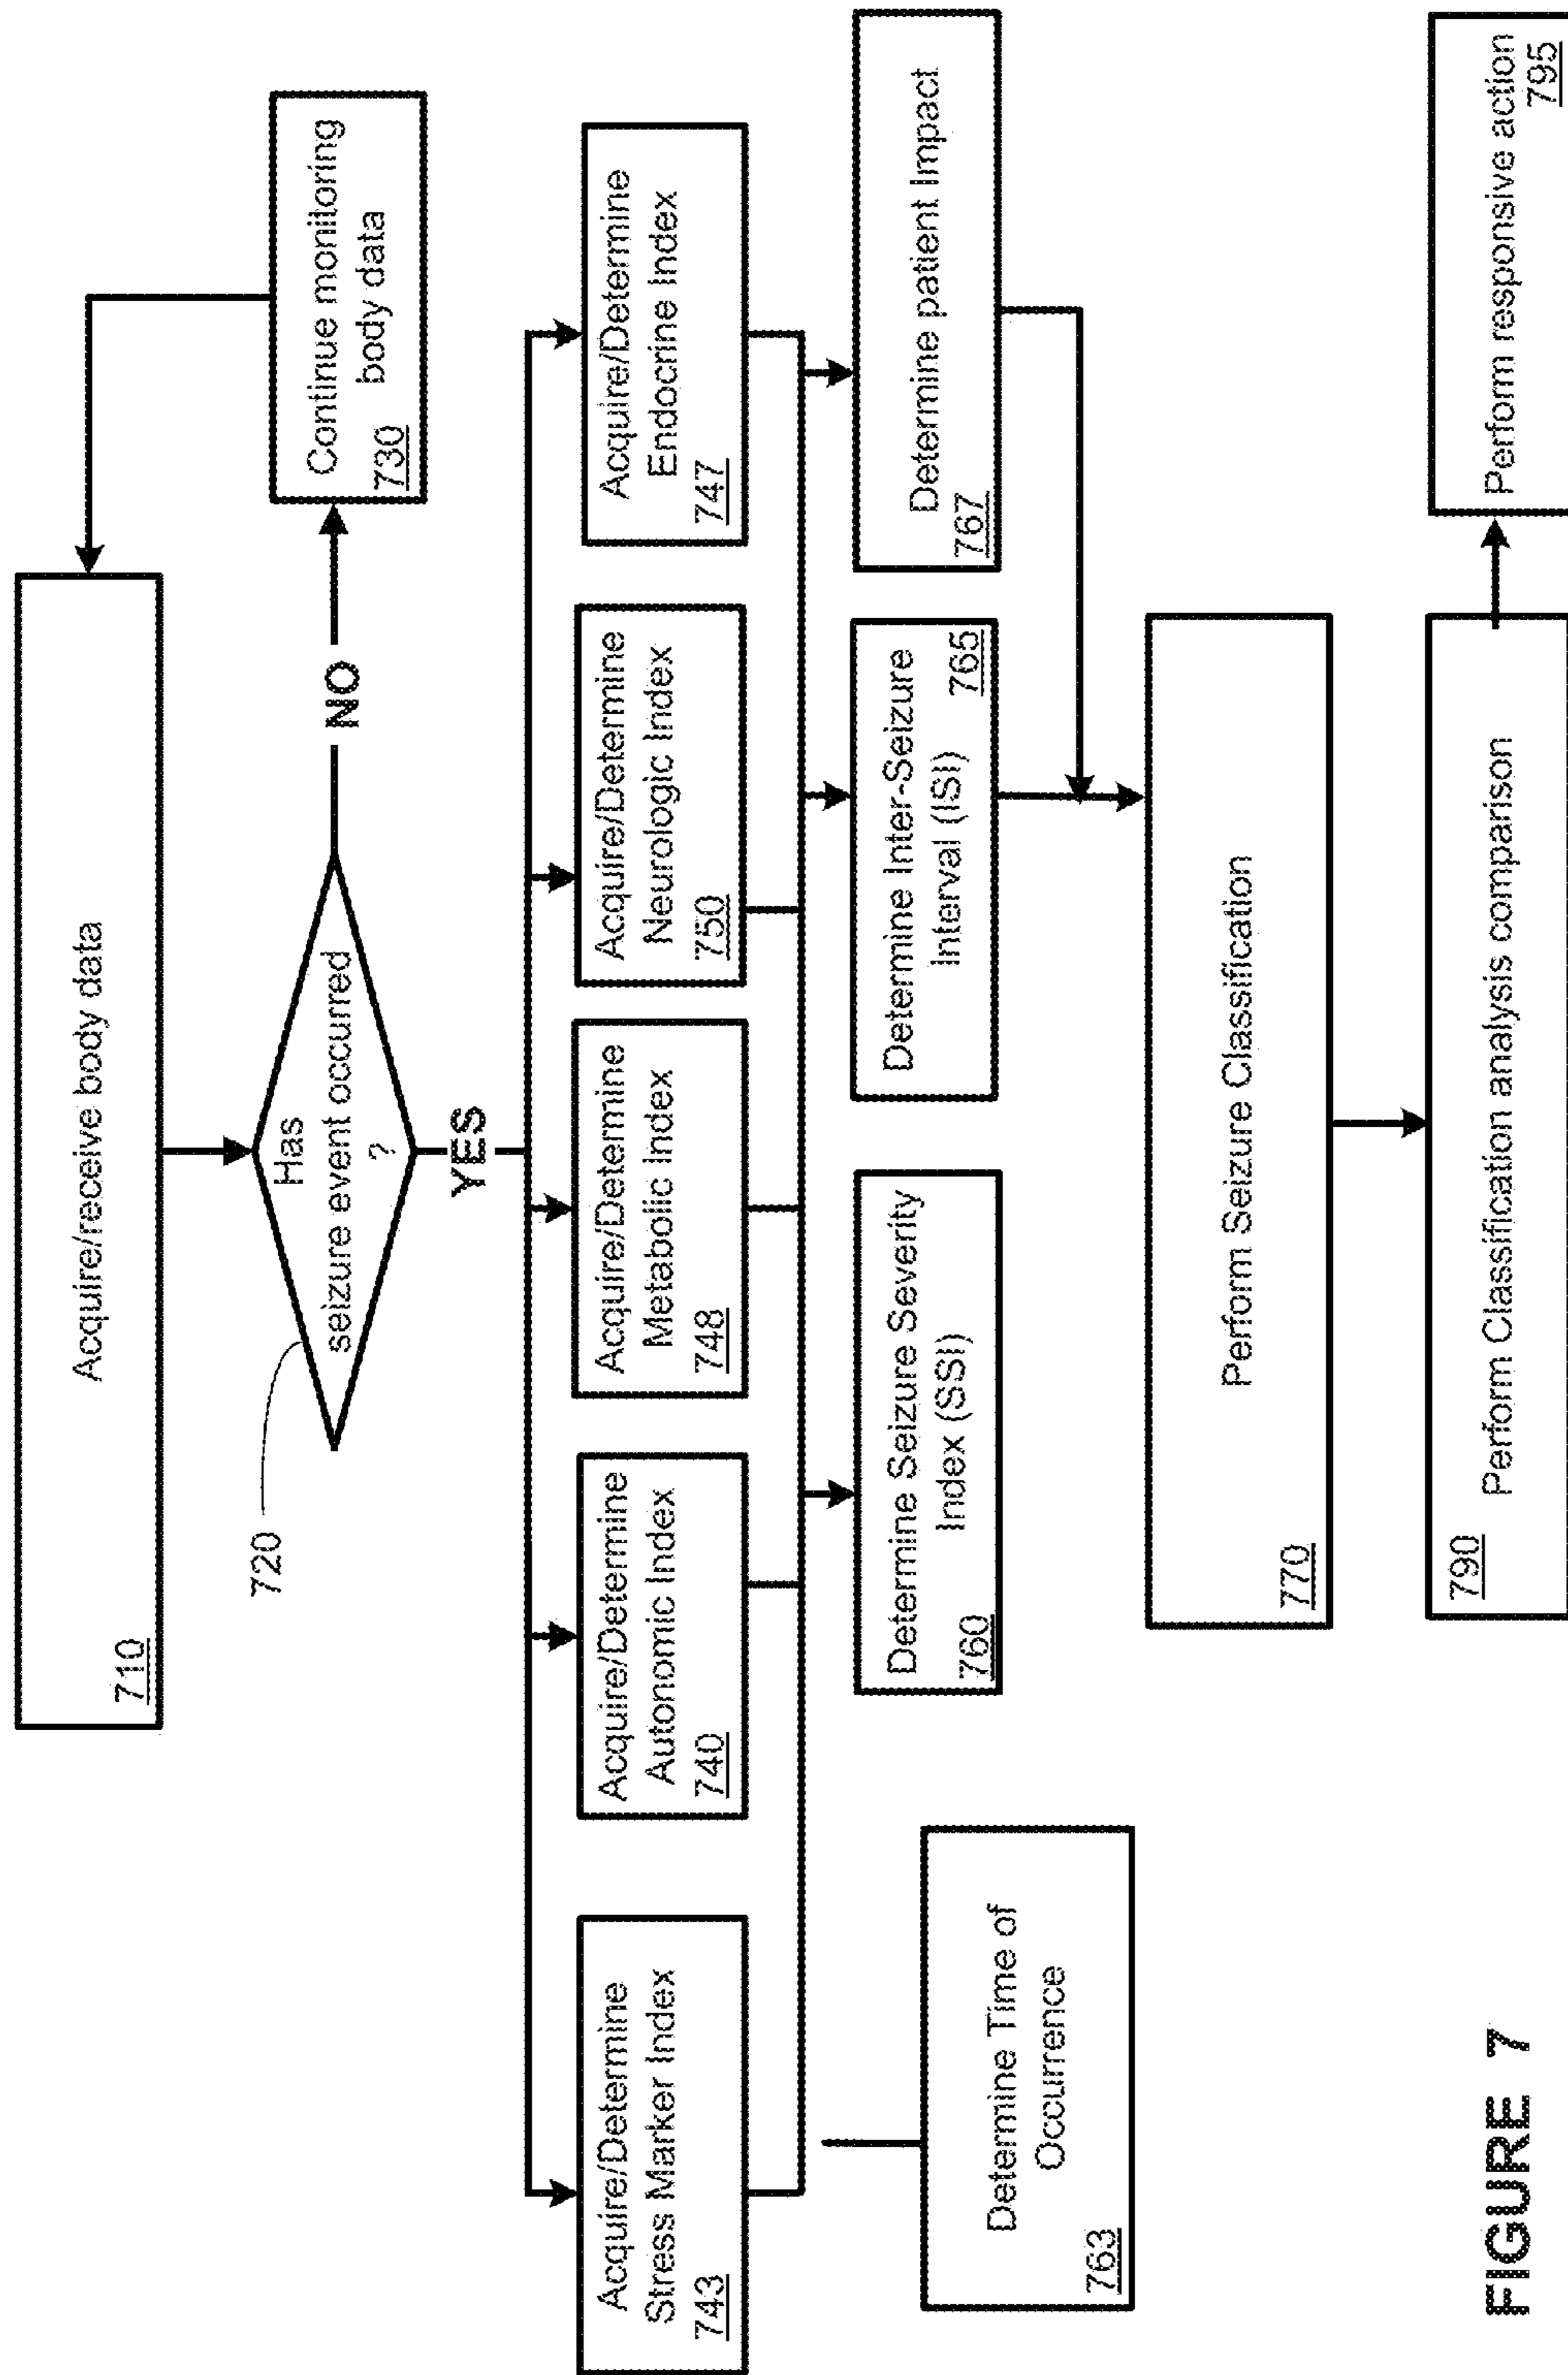 Acquire/receive body data
710
Has
seizure event occurred
?
720
NO
Continue monitoring
body data
730
YES
Acquire/Determine
Stress Marker Index
743
Acquire/Determine
Autonomic Index
740
Acquire/Determine
Metabolic Index
748
Acquire/Determine
Neurologic Index
750
Acquire/Determine
Endocrine Index
747
Determine Time of
Occurrence
763
Determine Seizure Severity
Index (SSI)
760
Determine Inter-Seizure
Interval (ISI) 765
Determine patient Impact
767
Perform Seizure Classification
770
790
Perform Classification analysis comparison
Perform responsive action
795
FIGURE 7